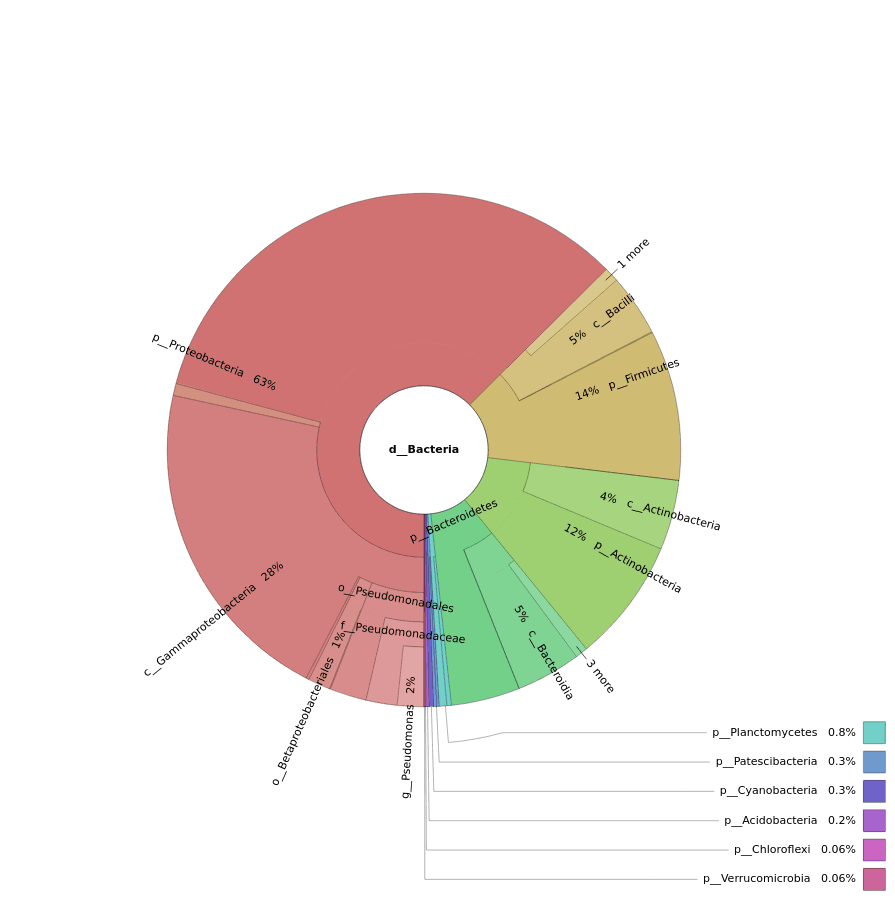 1 more
5% c__Bacilli
14% p__Firmicutes
p__Proteobacteria 63%
d__Bacteria
4% c__Actinobacteria
12% p__Actinobacteria
p__Bacteroidetes
5% c__Bacteroidia
3 more
c__Gammaproteobacteria 28%
o__Pseudomonadales
f__Pseudomonadaceae
o__Betaproteobacteriales 1%
g__Pseudomonas 2%
p__Planctomycetes 0.8%
p__Patescibacteria 0.3%
p__Cyanobacteria 0.3%
p__Acidobacteria 0.2%
p__Chloroflexi 0.06%
p__Verrucomicrobia 0.06%